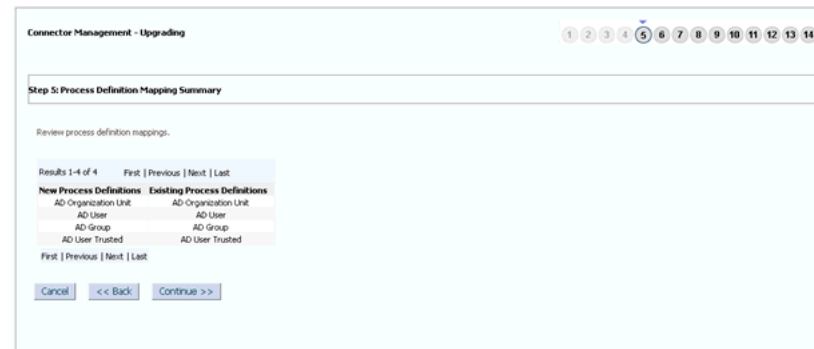 Connector Management - Upgrading
1 2 3 4 5 6 7 8 9 10 11 12 13 14
Step 5: Process Definition Mapping Summary
Review process definition mappings.
Results 1-4 of 4 First | Previous | Next | Last
New Process Definitions Existing Process Definitions
AD Organization Unit AD Organization Unit
AD User AD User
AD Group AD Group
AD User Trusted AD User Trusted
First | Previous | Next | Last
Cancel << Back Continue >>